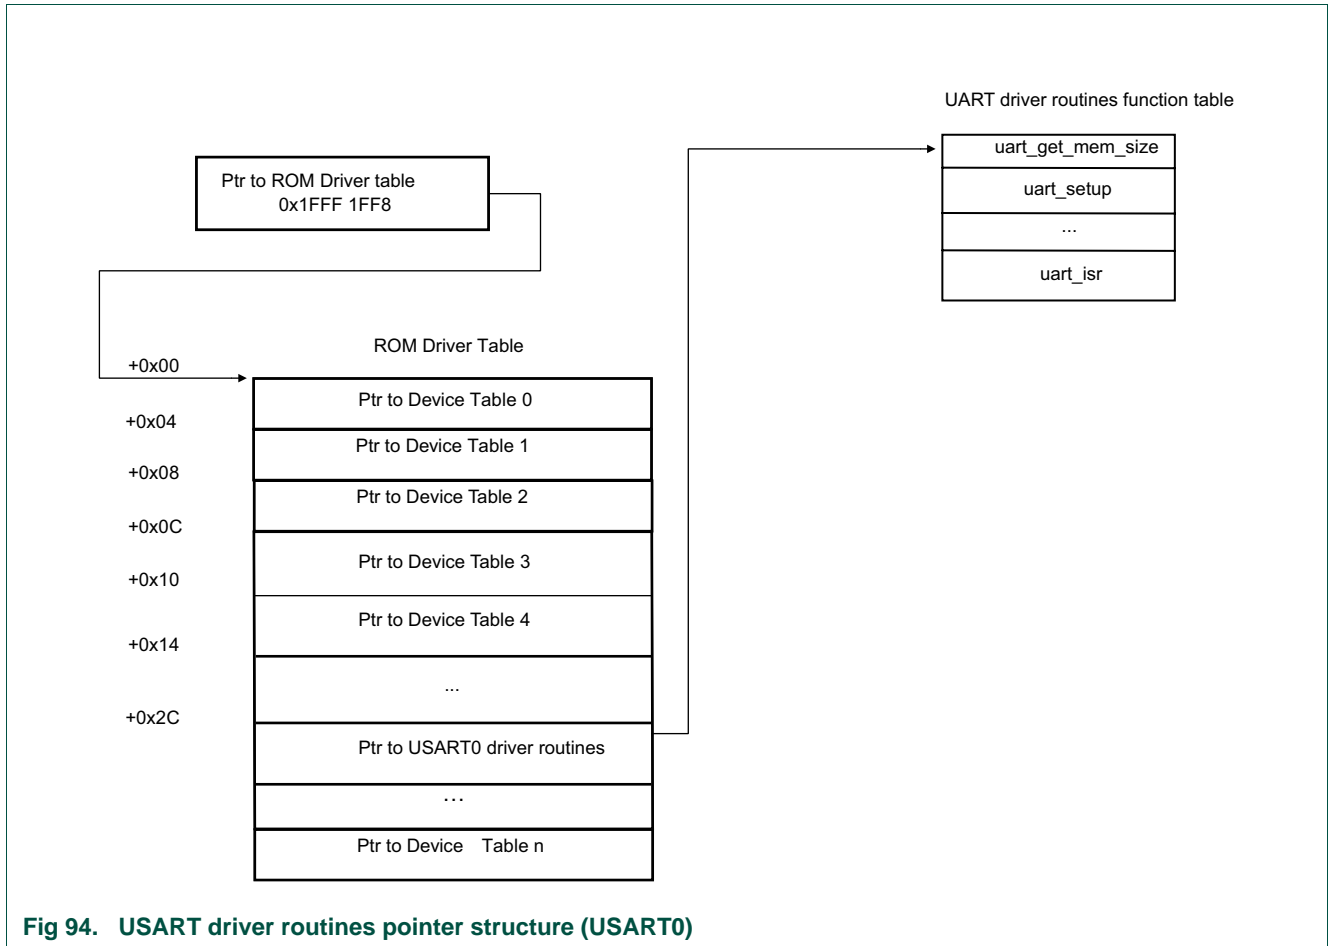 UART driver routines function table
uart_get_mem_size
uart_setup
...
uart_isr
Ptr to ROM Driver table
0x1FFF 1FF8
ROM Driver Table
+0x00
Ptr to Device Table 0
+0x04
Ptr to Device Table 1
+0x08
Ptr to Device Table 2
+0x0C
Ptr to Device Table 3
+0x10
Ptr to Device Table 4
+0x14
...
+0x2C
Ptr to USART0 driver routines
...
Ptr to Device Table n
Fig 94. USART driver routines pointer structure (USART0)